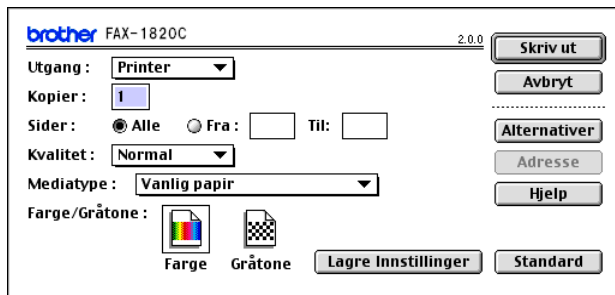 brother FAX-1820C 2.0.0 Skriv ut
Utgang : Printer
Avbryt
Kopier : 1
Sider : Alle Fra : Til: Alternativer
Kvalitet : Normal Adresse
Mediatype : Vanlig papir Hjelp
Farge/Gråtone :
Farge Gråtone Lagre Innstillinger Standard